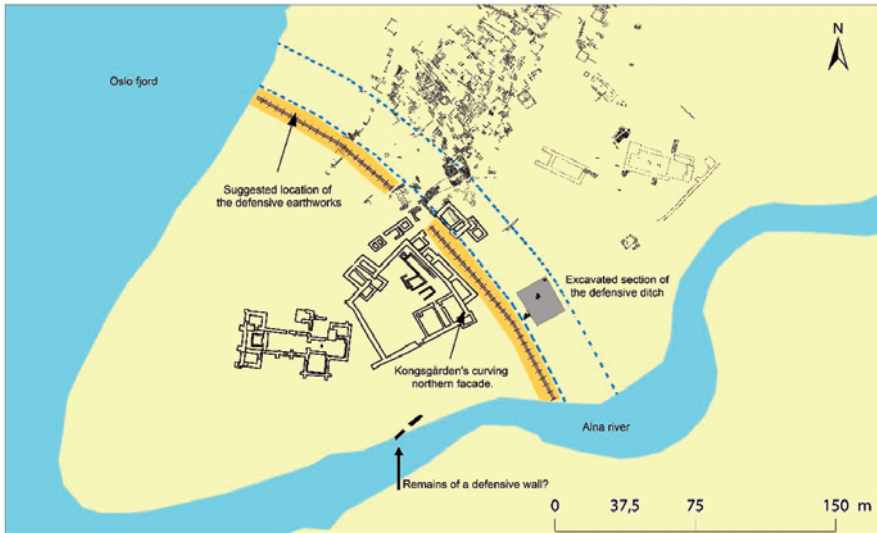 N
Oslo fjord
Suggested location of
the defensive earthworks
Excavated section of
the defensive ditch
Kongsgården's curving
northern facade.
Alna river
Remains of a defensive wall?
0 37,5 75 150 m